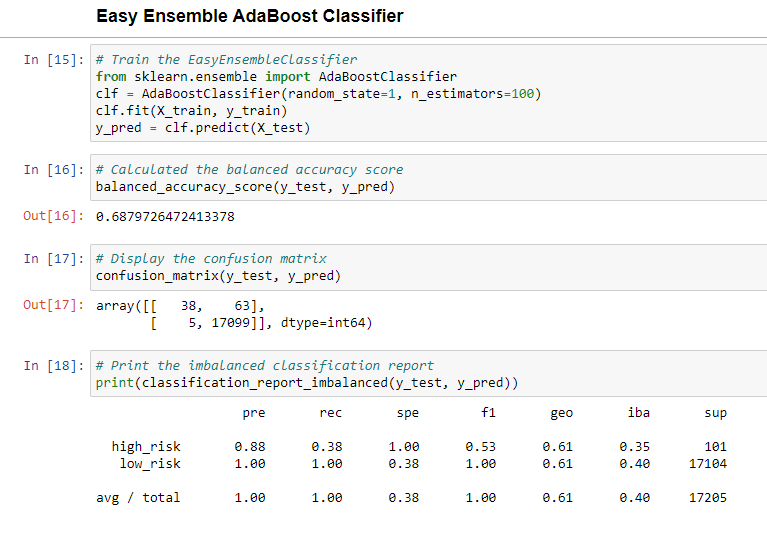 Easy Ensemble AdaBoost Classifier
In [15]: # Train the EasyEnsembleClassifier
from sklearn.ensemble import AdaBoostClassifier
clf = AdaBoostClassifier(random_state=1, n_estimators=100)
clf.fit(X_train, y_train)
y_pred = clf.predict(X_test)
In [16]: # Calculated the balanced accuracy score
balanced_accuracy_score(y_test, y_pred)
Out[16]: 0.6879726472413378
In [17]: # Display the confusion matrix
confusion_matrix(y_test, y_pred)
Out[17]: array([[   38,    63],
       [    5, 17099]], dtype=int64)
In [18]: # Print the imbalanced classification report
print(classification_report_imbalanced(y_test, y_pred))
pre rec spe f1 geo iba sup
high_risk 0.88 0.38 1.00 0.53 0.61 0.35 101
low_risk 1.00 1.00 0.38 1.00 0.61 0.40 17104
avg / total 1.00 1.00 0.38 1.00 0.61 0.40 17205